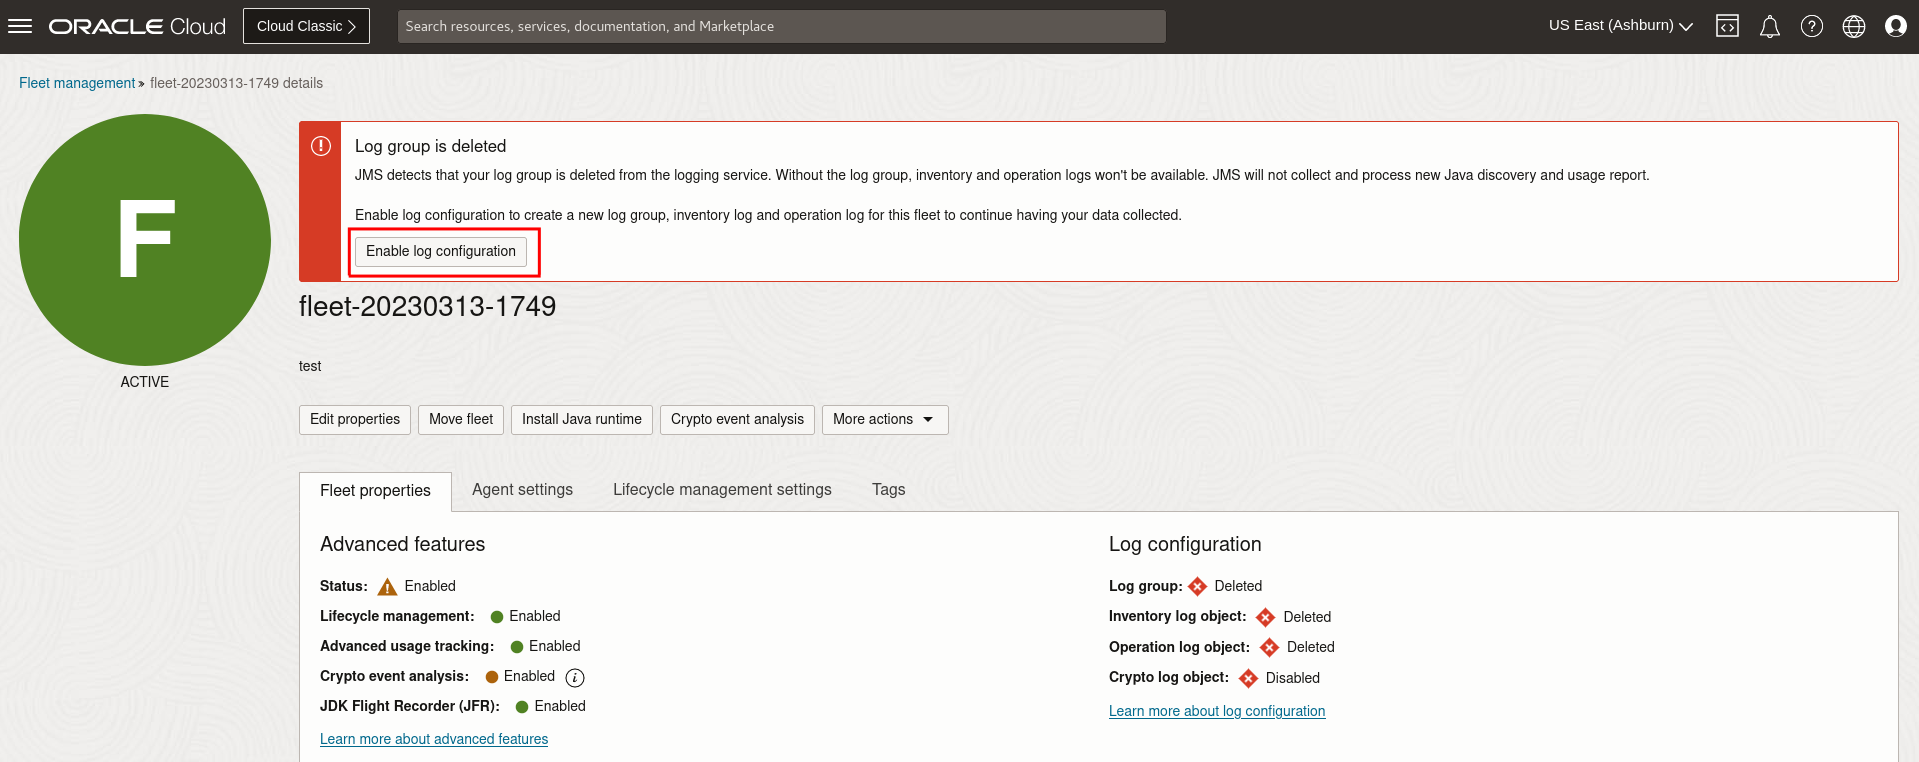 ORACLE Cloud
Cloud Classic
Search resources, services, documentation, and Marketplace
US East (Ashburn)
Fleet management » fleet-20230313-1749 details
F
ACTIVE
Log group is deleted
JMS detects that your log group is deleted from the logging service. Without the log group, inventory and operation logs won't be available. JMS will not collect and process new Java discovery and usage report.
Enable log configuration to create a new log group, inventory log and operation log for this fleet to continue having your data collected.
Enable log configuration
fleet-20230313-1749
test
Edit properties
Move fleet
Install Java runtime
Crypto event analysis
More actions
Fleet properties
Agent settings
Lifecycle management settings
Tags
Advanced features
Status: Enabled
Lifecycle management: Enabled
Advanced usage tracking: Enabled
Crypto event analysis: Enabled
JDK Flight Recorder (JFR): Enabled
Learn more about advanced features
Log configuration
Log group: Deleted
Inventory log object: Deleted
Operation log object: Deleted
Crypto log object: Disabled
Learn more about log configuration